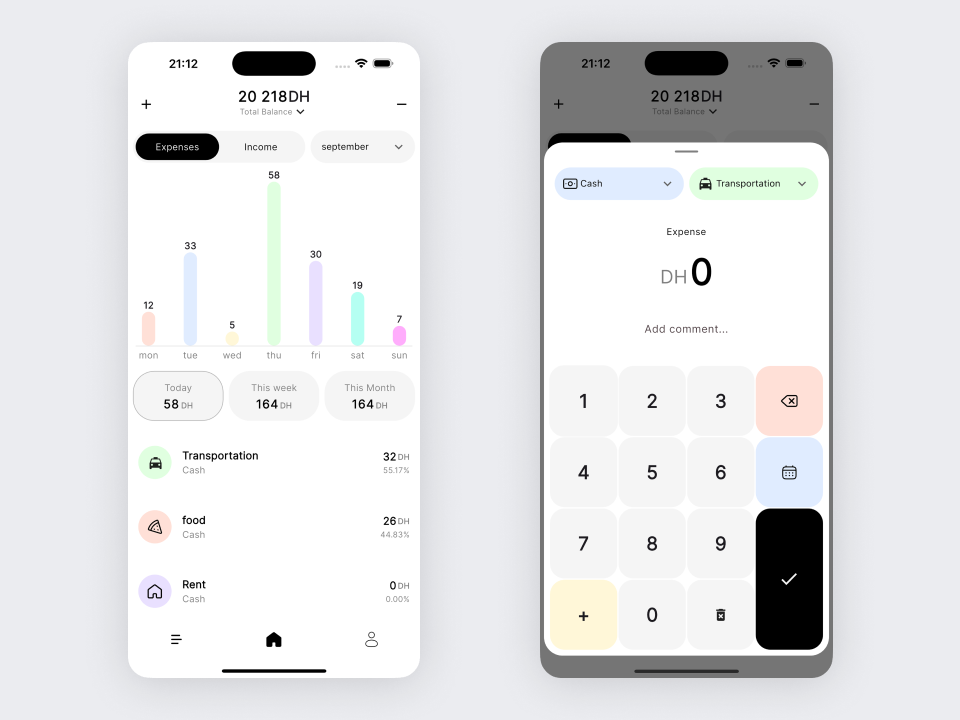 21:12
20 218DH
Total Balance
Expenses Income september
58
33
30
19
12
5
7
mon tue wed thu fri sat sun
Today This week This Month
58 DH 164 DH 164 DH
Transportation 32 DH
Cash 55.17%
food 26 DH
Cash 44.83%
Rent 0 DH
Cash 0.00%
21:12
20 218DH
Total Balance
Cash Transportation
Expense
DH 0
Add comment...
1 2 3
4 5 6
7 8 9
+ 0